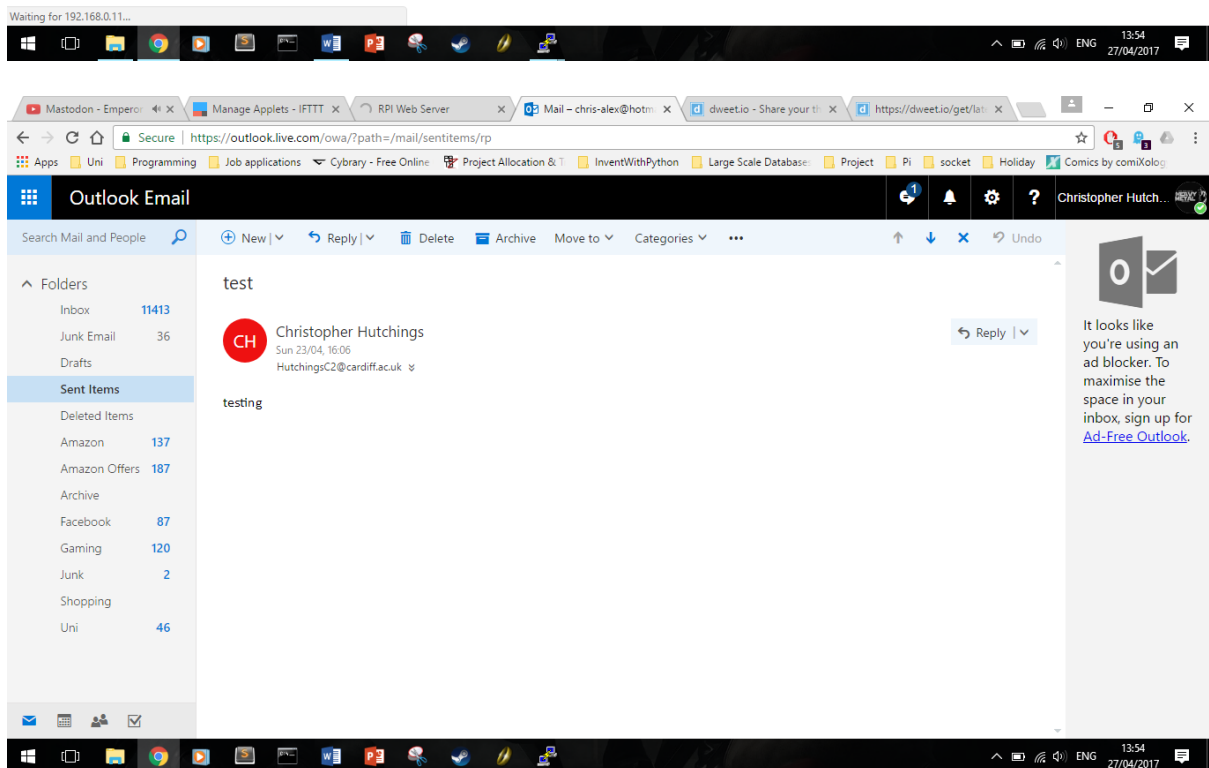 Waiting for 192.168.0.11...
ENG 13:54
27/04/2017
Mastodon - Emperor Manage Applets - IFTTT RPI Web Server Mail – chris-alex@hotm dweet.io - Share your th https://dweet.io/get/lat
Secure https://outlook.live.com/owa/?path=/mail/sentitems/rp
Apps Uni Programming Job applications Cybrary - Free Online Project Allocation & T InventWithPython Large Scale Database Project Pi socket Holiday Comics by comiXolog
Outlook Email 1 ? Christopher Hutch...
Search Mail and People New Reply Delete Archive Move to Categories ... Undo
Folders
Inbox 11413
Junk Email 36
Drafts
Sent Items
Deleted Items
Amazon 137
Amazon Offers 187
Archive
Facebook 87
Gaming 120
Junk 2
Shopping
Uni 46
test
CH Christopher Hutchings
Sun 23/04, 16:06
HutchingsC2@cardiff.ac.uk
Reply
testing
It looks like
you're using an
ad blocker. To
maximise the
space in your
inbox, sign up for
Ad-Free Outlook.
ENG 13:54
27/04/2017